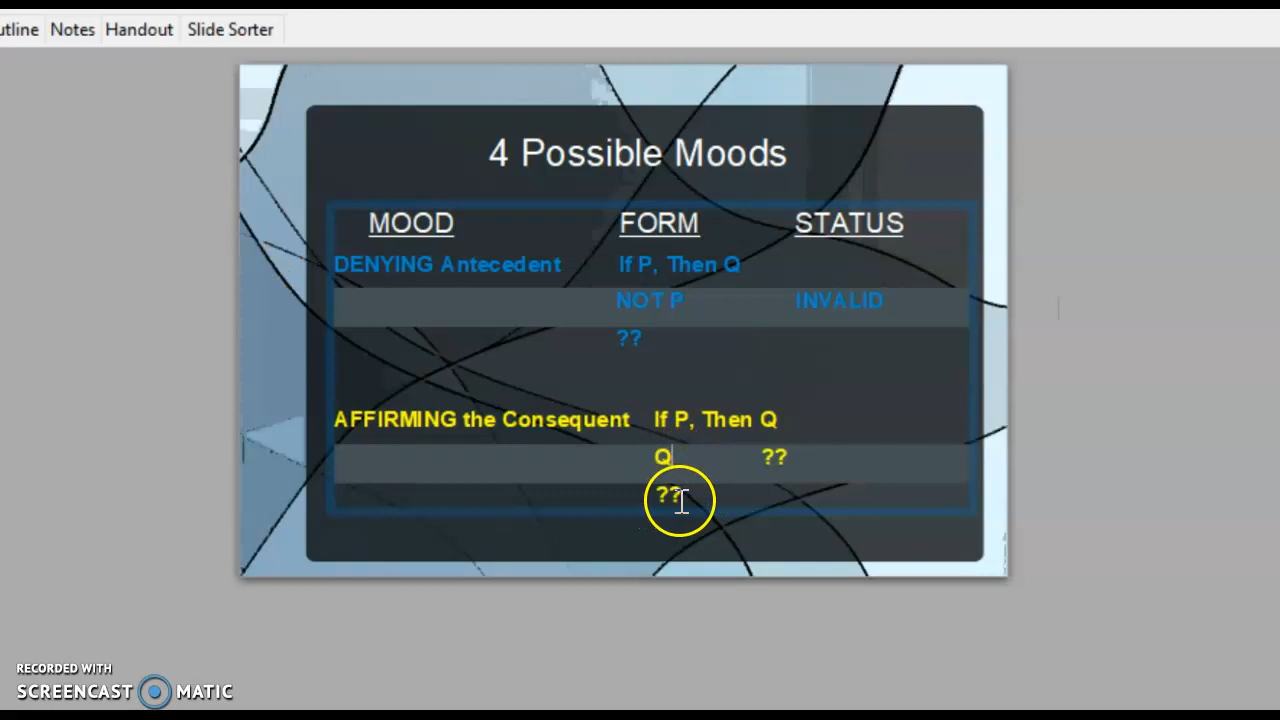 utline Notes Handout Slide Sorter
4 Possible Moods
MOOD FORM STATUS
DENYING Antecedent If P, Then Q
NOT P INVALID
??
AFFIRMING the Consequent If P, Then Q
Q ??
??
RECORDED WITH
SCREENCAST MATIC